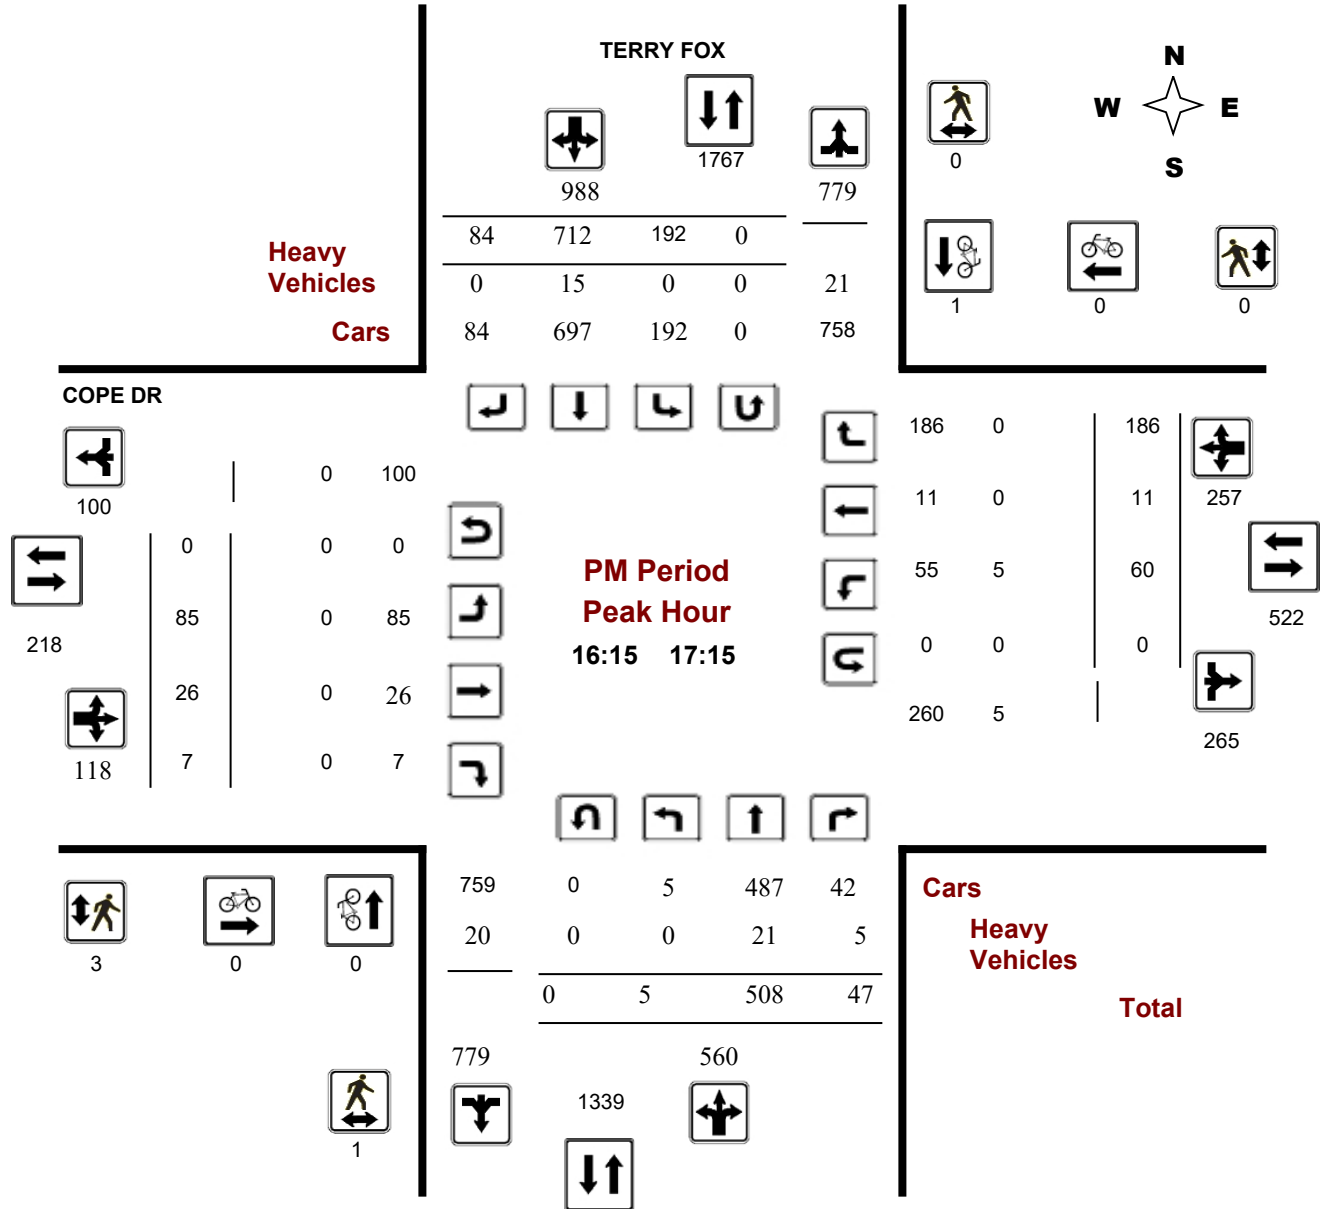 TERRY FOX
N
W E
S
1767
0
988 779
84 712 192 0
Heavy
Vehicles
0 15 0 0 21
1 0 0
Cars
84 697 192 0 758
COPE DR
186 0 186
0 100
100
11 0 11 257
0 0 0
PM Period
55 5 60
Peak Hour
85 0 85
522
218
16:15 17:15
0 0 0
26 0 26
260 5
265
118 7 0 7
759 0 5 487 42
Cars
20 0 0 21 5
Heavy
Vehicles
3 0 0
0 5 508 47
Total
779 560
1339
1